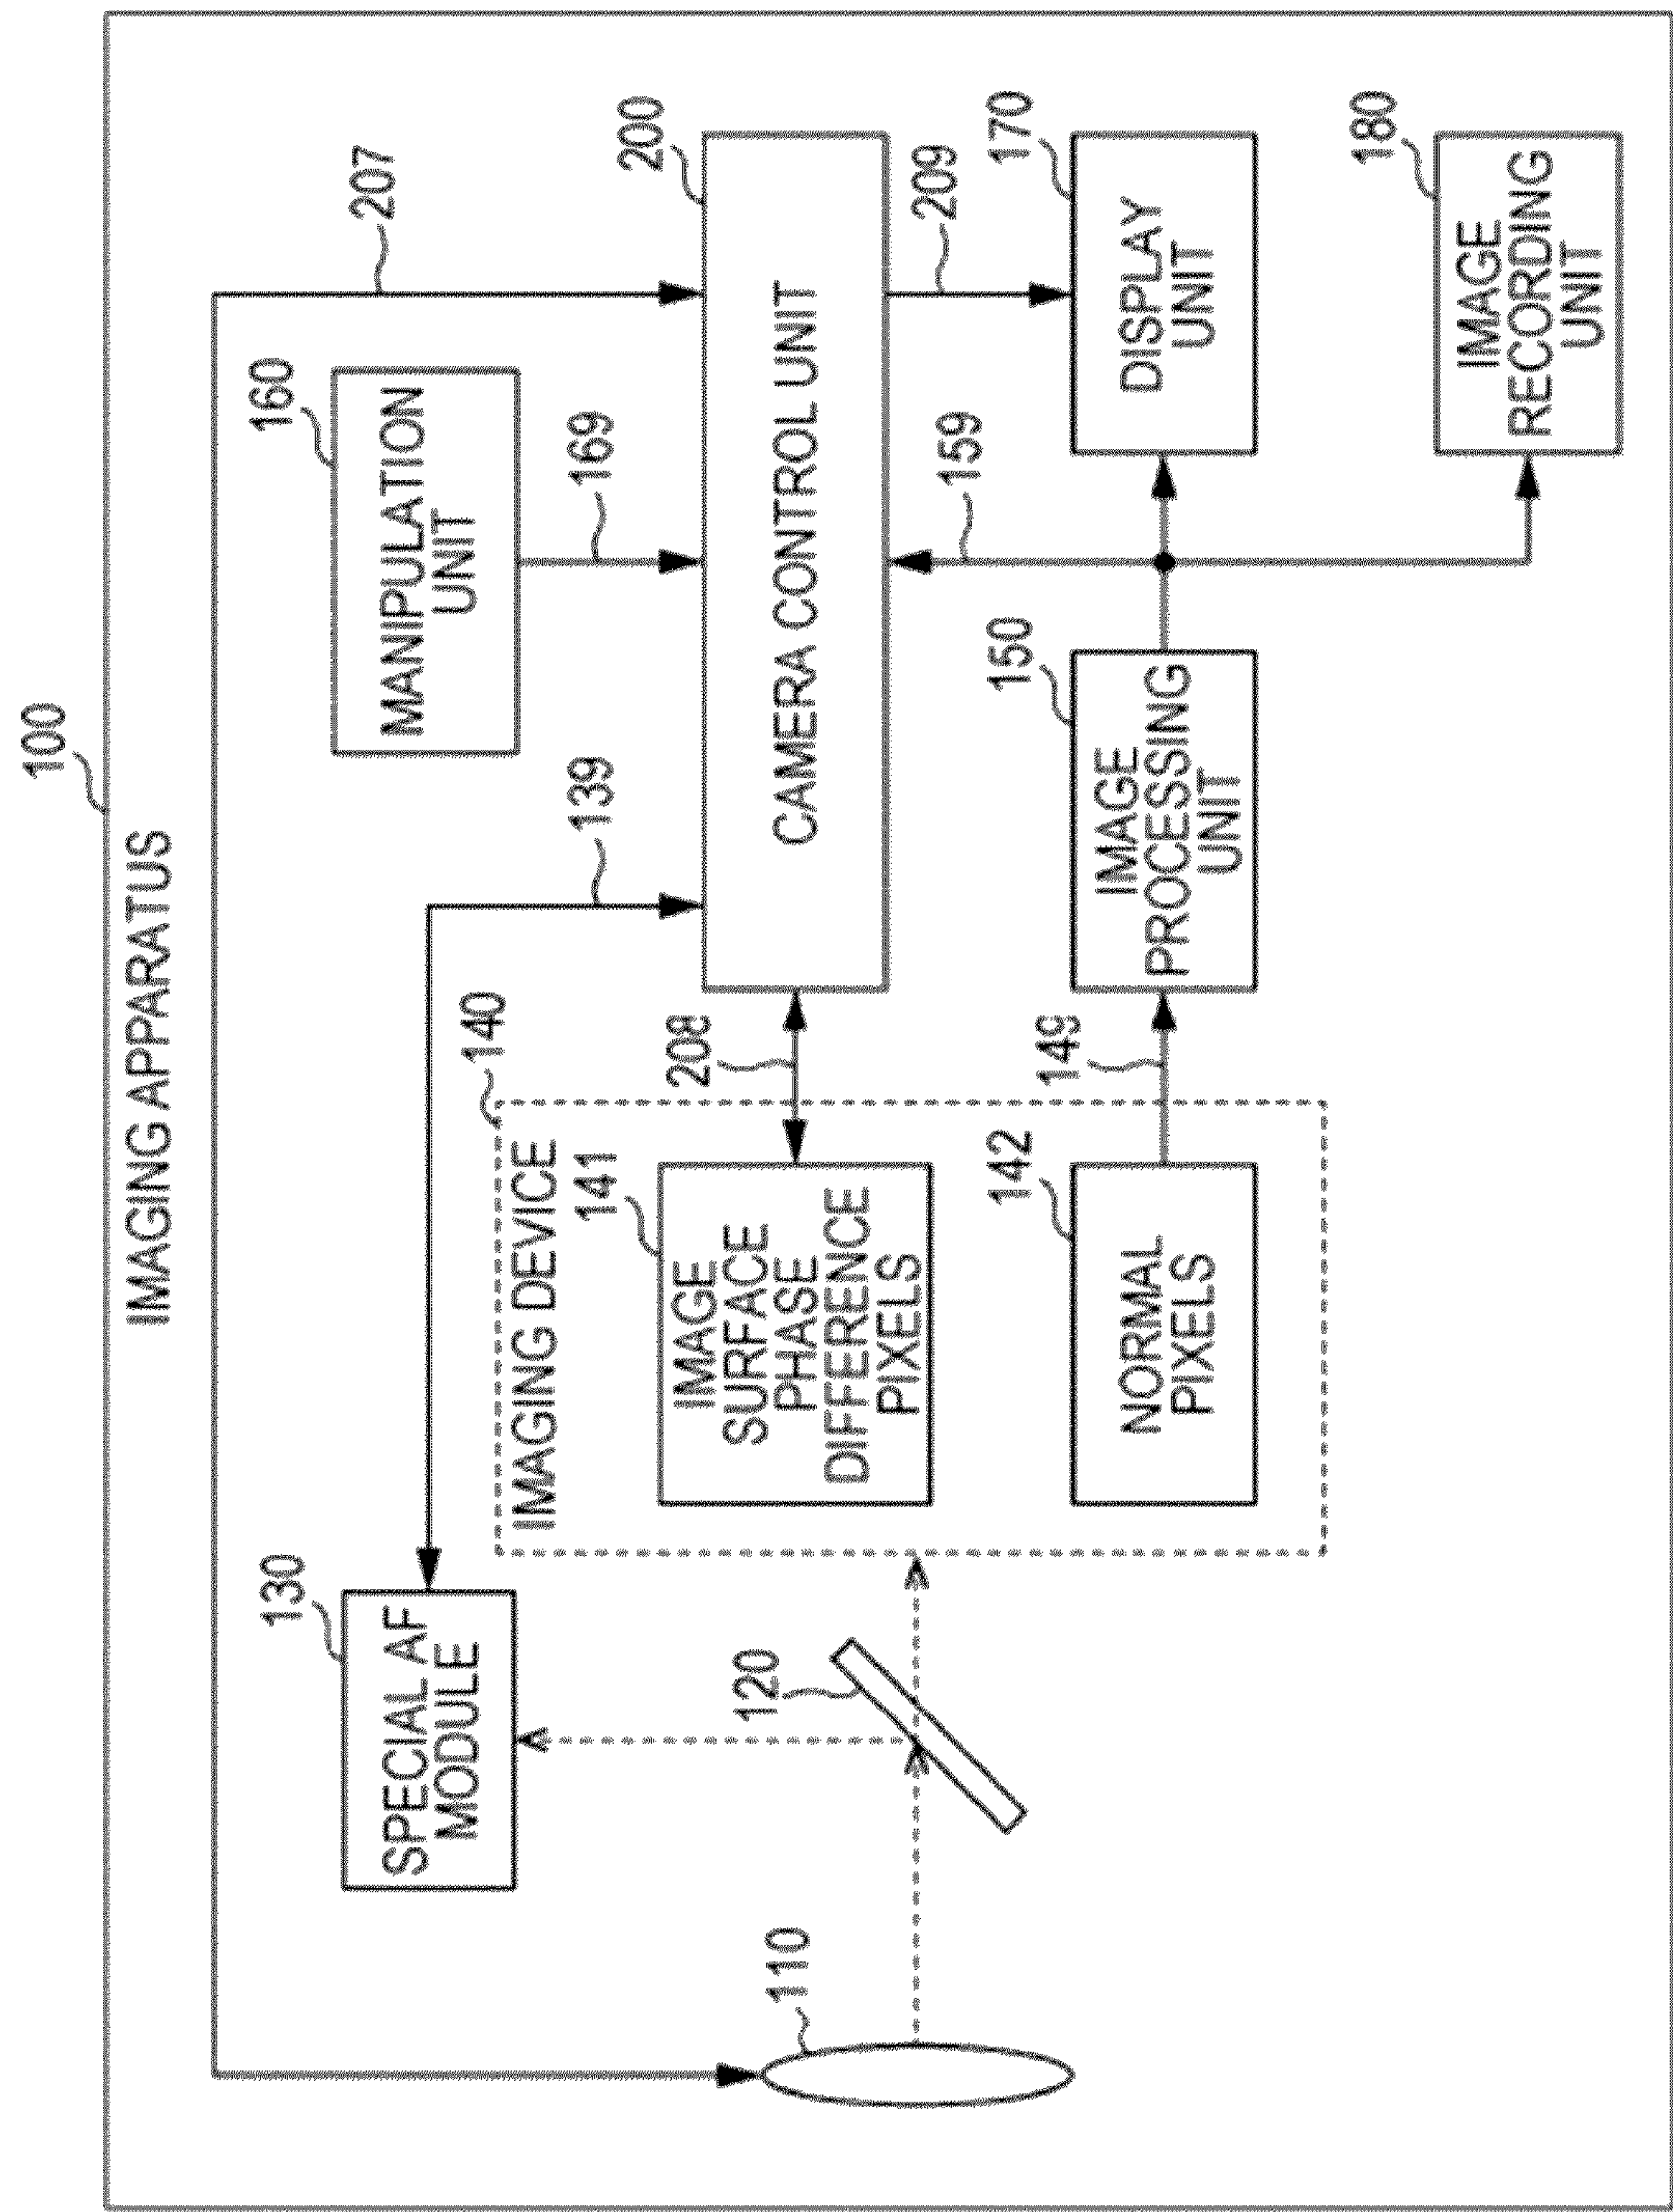 100
IMAGING APPARATUS
207
160
MANIPULATION
UNIT
130
SPECIAL AF
MODULE
139
169
200
140
IMAGING DEVICE
141
IMAGE
SURFACE
PHASE
DIFFERENCE
PIXELS
208
CAMERA CONTROL UNIT
110
120
209
159
142
NORMAL
PIXELS
149
150
IMAGE
PROCESSING
UNIT
170
DISPLAY
UNIT
180
IMAGE
RECORDING
UNIT